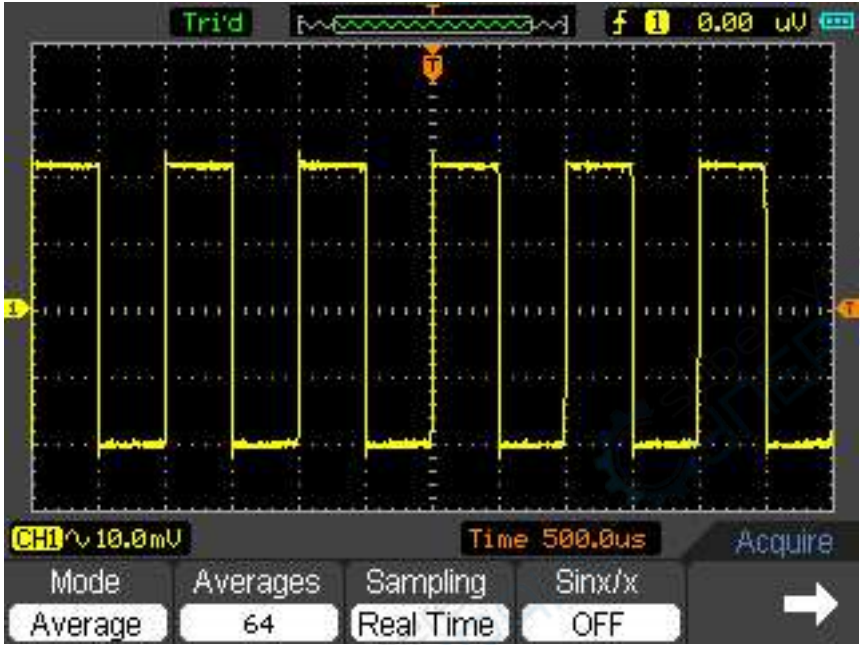 Tri'd T 1 0.00 uV
T
1 T
CH1 10.0mV Time 500.0us Acquire
Mode Averages Sampling Sinx/x
Average 64 Real Time OFF